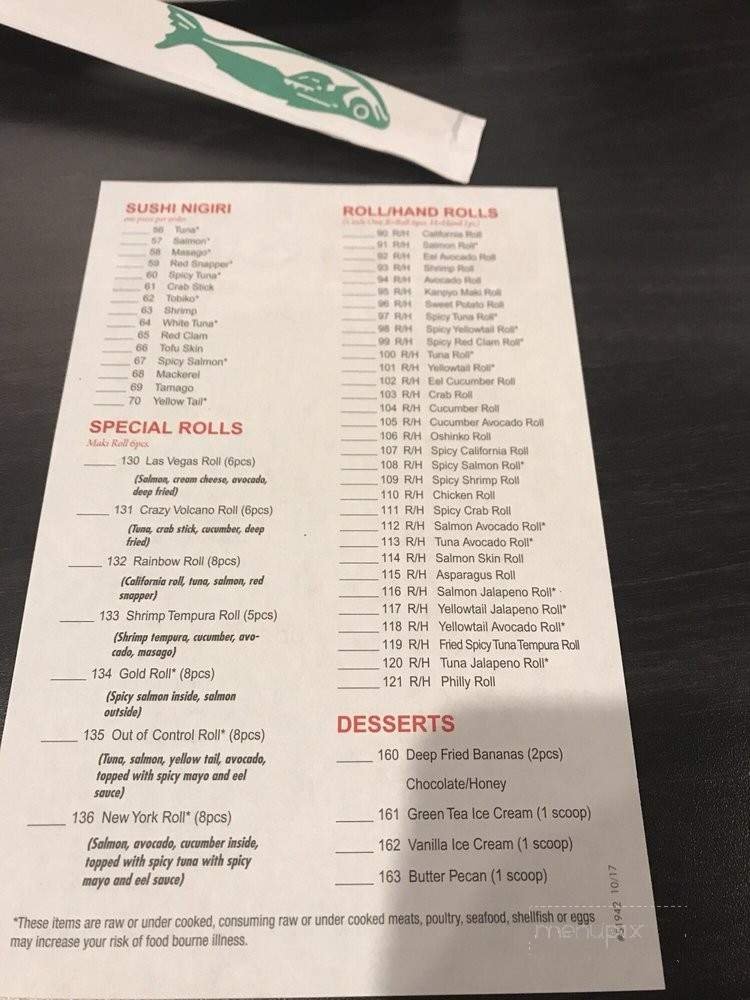 SUSHI NIGIRI
one piece per order
56 Tuna*
57 Salmon*
58 Masago*
59 Red Snapper*
60 Spicy Tuna*
61 Crab Stick
62 Tobiko*
63 Shrimp
64 White Tuna*
65 Red Clam
66 Tofu Skin
67 Spicy Salmon*
68 Mackerel
69 Tamago
70 Yellow Tail*
SPECIAL ROLLS
Maki Roll 6pcs.
130 Las Vegas Roll (6pcs)
(Salmon, cream cheese, avocado,
deep fried)
131 Crazy Volcano Roll (6pcs)
(Tuna, crab stick, cucumber, deep
fried)
132 Rainbow Roll (8pcs)
(California roll, tuna, salmon, red
snapper)
133 Shrimp Tempura Roll (5pcs)
(Shrimp tempura, cucumber, avo-
cado, masago)
134 Gold Roll* (8pcs)
(Spicy salmon inside, salmon
outside)
135 Out of Control Roll* (8pcs)
(Tuna, salmon, yellow tail, avocado,
topped with spicy mayo and eel
sauce)
136 New York Roll* (8pcs)
(Salmon, avocado, cucumber inside,
topped with spicy tuna with spicy
mayo and eel sauce)
ROLL/HAND ROLLS
(Circle One, R=Roll 6pcs. H=Hand 1pc.)
90 R/H California Roll
91 R/H Salmon Roll*
92 R/H Eel Avocado Roll
93 R/H Shrimp Roll
94 R/H Avocado Roll
95 R/H Kanpyo Maki Roll
96 R/H Sweet Potato Roll
97 R/H Spicy Tuna Roll*
98 R/H Spicy Yellowtail Roll*
99 R/H Spicy Red Clam Roll*
100 R/H Tuna Roll*
101 R/H Yellowtail Roll*
102 R/H Eel Cucumber Roll
103 R/H Crab Roll
104 R/H Cucumber Roll
105 R/H Cucumber Avocado Roll
106 R/H Oshinko Roll
107 R/H Spicy California Roll
108 R/H Spicy Salmon Roll*
109 R/H Spicy Shrimp Roll
110 R/H Chicken Roll
111 R/H Spicy Crab Roll
112 R/H Salmon Avocado Roll*
113 R/H Tuna Avocado Roll*
114 R/H Salmon Skin Roll
115 R/H Asparagus Roll
116 R/H Salmon Jalapeno Roll*
117 R/H Yellowtail Jalapeno Roll*
118 R/H Yellowtail Avocado Roll*
119 R/H Fried Spicy Tuna Tempura Roll
120 R/H Tuna Jalapeno Roll*
121 R/H Philly Roll
DESSERTS
160 Deep Fried Bananas (2pcs)
Chocolate/Honey
161 Green Tea Ice Cream (1 scoop)
162 Vanilla Ice Cream (1 scoop)
163 Butter Pecan (1 scoop)
*These items are raw or under cooked, consuming raw or under cooked meats, poultry, seafood, shellfish or eggs
may increase your risk of food bourne illness.
#51942 10/17
menupix